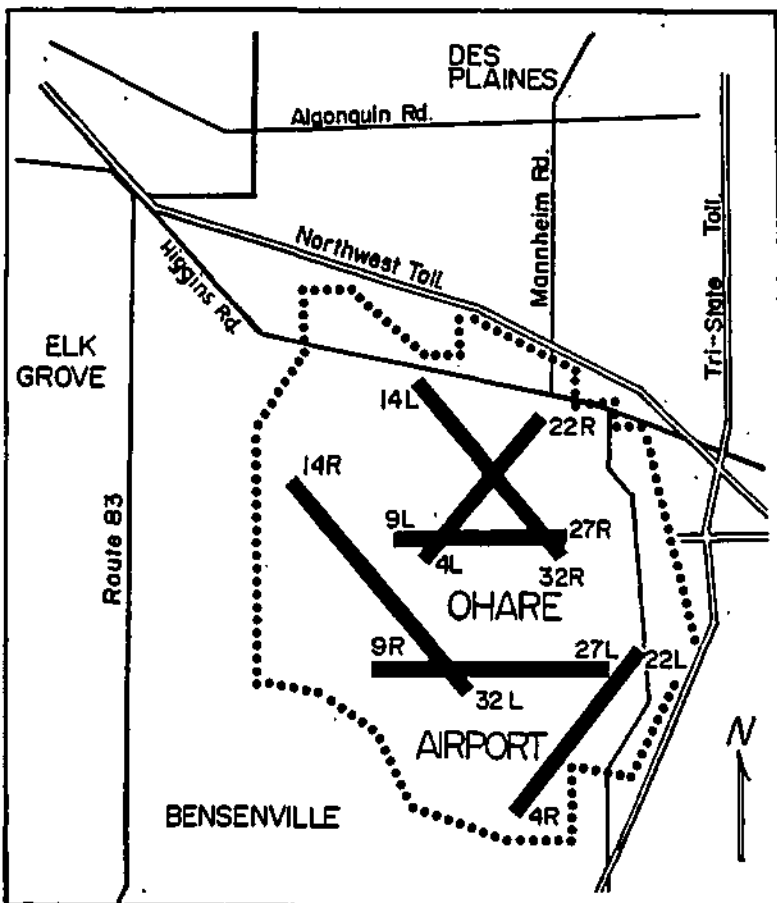 DES
PLAINES
Algonquin Rd.
Mannheim Rd.
Tri-State Toll.
Northwest Toll.
Higgins Rd.
ELK
GROVE
14L
22R
14R
9L
27R
4L
32R
Route 83
OHARE
9R
27L
22L
32L
AIRPORT
N
4R
BENSENVILLE